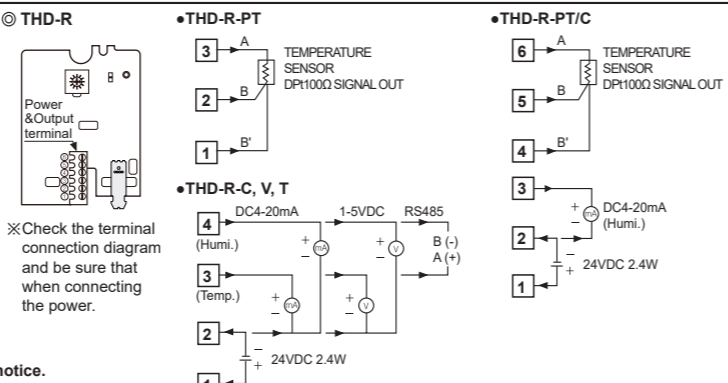 ◎ THD-R
Power
&Output
terminal
※Check the terminal
connection diagram
and be sure that
when connecting
the power.
notice.
●THD-R-PT
3 A
2 B
1 B'
TEMPERATURE
SENSOR
DPt100Ω SIGNAL OUT
●THD-R-C, V, T
DC4-20mA 1-5VDC RS485
4
(Humi.)
+ mA −
+ V −
B (-)
A (+)
3
(Temp.)
+ mA −
+ V −
2
−
+ 24VDC 2.4W
1
●THD-R-PT/C
6 A
5 B
4 B'
TEMPERATURE
SENSOR
DPt100Ω SIGNAL OUT
3
+ mA − DC4-20mA
(Humi.)
2
−
+ 24VDC 2.4W
1